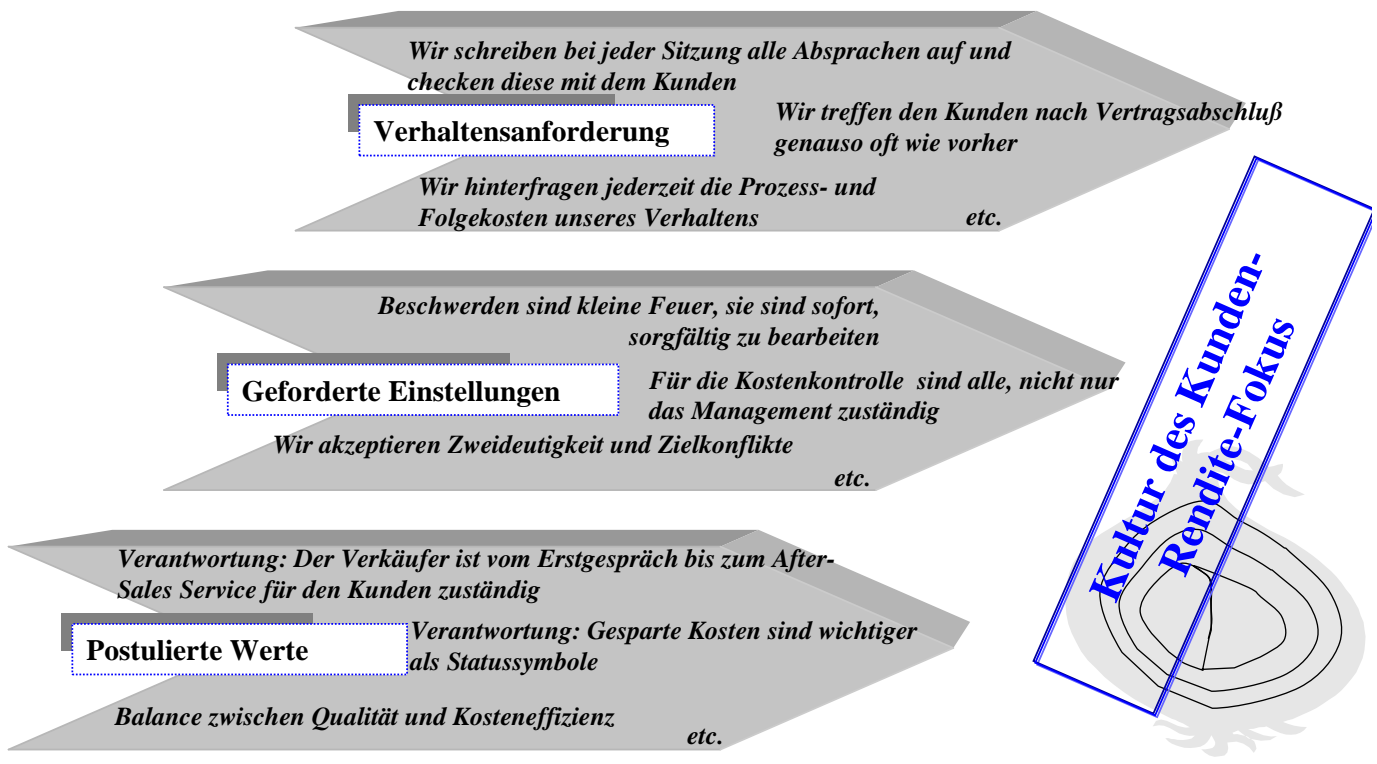 Wir schreiben bei jeder Sitzung alle Absprachen auf und
checken diese mit dem Kunden
Verhaltensanforderung
Wir treffen den Kunden nach Vertragsabschluß
genauso oft wie vorher
Wir hinterfragen jederzeit die Prozess- und
Folgekosten unseres Verhaltens
etc.
Beschwerden sind kleine Feuer, sie sind sofort,
sorgfältig zu bearbeiten
Geforderte Einstellungen
Für die Kostenkontrolle sind alle, nicht nur
das Management zuständig
Wir akzeptieren Zweideutigkeit und Zielkonflikte
etc.
Verantwortung: Der Verkäufer ist vom Erstgespräch bis zum After-
Sales Service für den Kunden zuständig
Postulierte Werte
Verantwortung: Gesparte Kosten sind wichtiger
als Statussymbole
Balance zwischen Qualität und Kosteneffizienz
etc.
Kultur des Kunden-
Rendite-Fokus